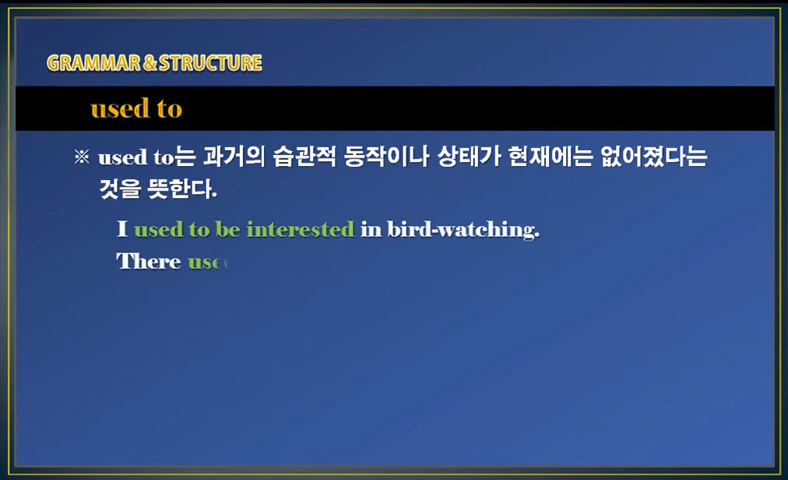 GRAMMAR & STRUCTURE
used to
※ used to는 과거의 습관적 동작이나 상태가 현재에는 없어졌다는
것을 뜻한다.
I used to be interested in bird-watching.
There use